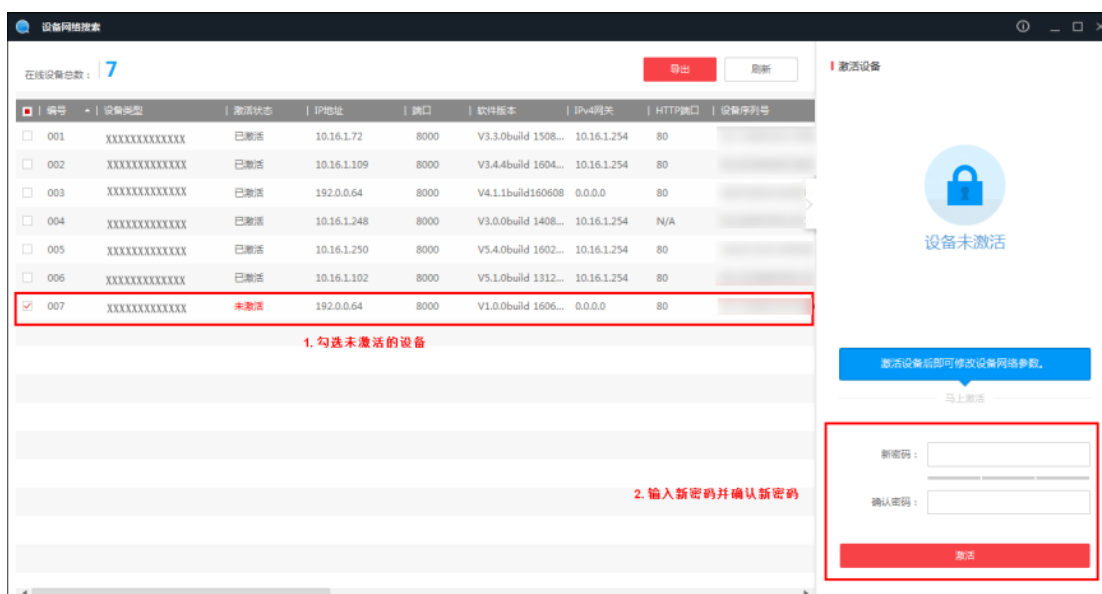 设备网络搜索
在线设备总数： 7
导出
刷新
激活设备
编号 设备类型 激活状态 IP地址 端口 软件版本 IPv4网关 HTTP端口 设备序列号
001 XXXXXXXXXXXXX 已激活 10.16.1.72 8000 V3.3.0build 1508... 10.16.1.254 80
002 XXXXXXXXXXXXX 已激活 10.16.1.109 8000 V3.4.4build 1604... 10.16.1.254 80
003 XXXXXXXXXXXXX 已激活 192.0.0.64 8000 V4.1.1build160608 0.0.0.0 80
004 XXXXXXXXXXXXX 已激活 10.16.1.248 8000 V3.0.0build 1408... 10.16.1.254 N/A
005 XXXXXXXXXXXXX 已激活 10.16.1.250 8000 V5.4.0build 1602... 10.16.1.254 80
006 XXXXXXXXXXXXX 已激活 10.16.1.102 8000 V5.1.0build 1312... 10.16.1.254 80
007 XXXXXXXXXXXXX 未激活 192.0.0.64 8000 V1.0.0build 1606... 0.0.0.0 80
1. 勾选未激活的设备
设备未激活
激活设备后即可修改设备网络参数。
马上激活
新密码：
2. 输入新密码并确认新密码
确认密码：
激活